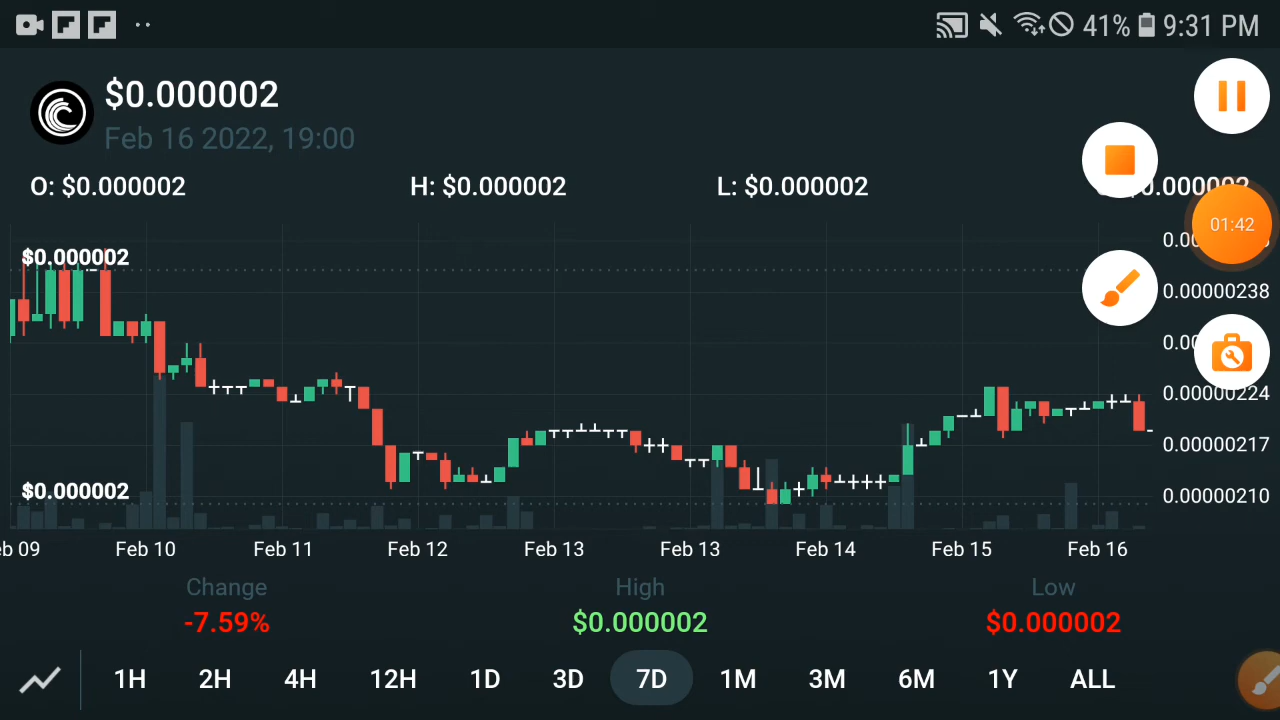 41% 9:31 PM
$0.000002
Feb 16 2022, 19:00
O: $0.000002 H: $0.000002 L: $0.000002
01:42
$0.000002
0.00000238
0.00000224
0.00000217
$0.000002
0.00000210
Feb 10 Feb 11 Feb 12 Feb 13 Feb 13 Feb 14 Feb 15 Feb 16
Change High Low
-7.59% $0.000002 $0.000002
1H 2H 4H 12H 1D 3D 7D 1M 3M 6M 1Y ALL